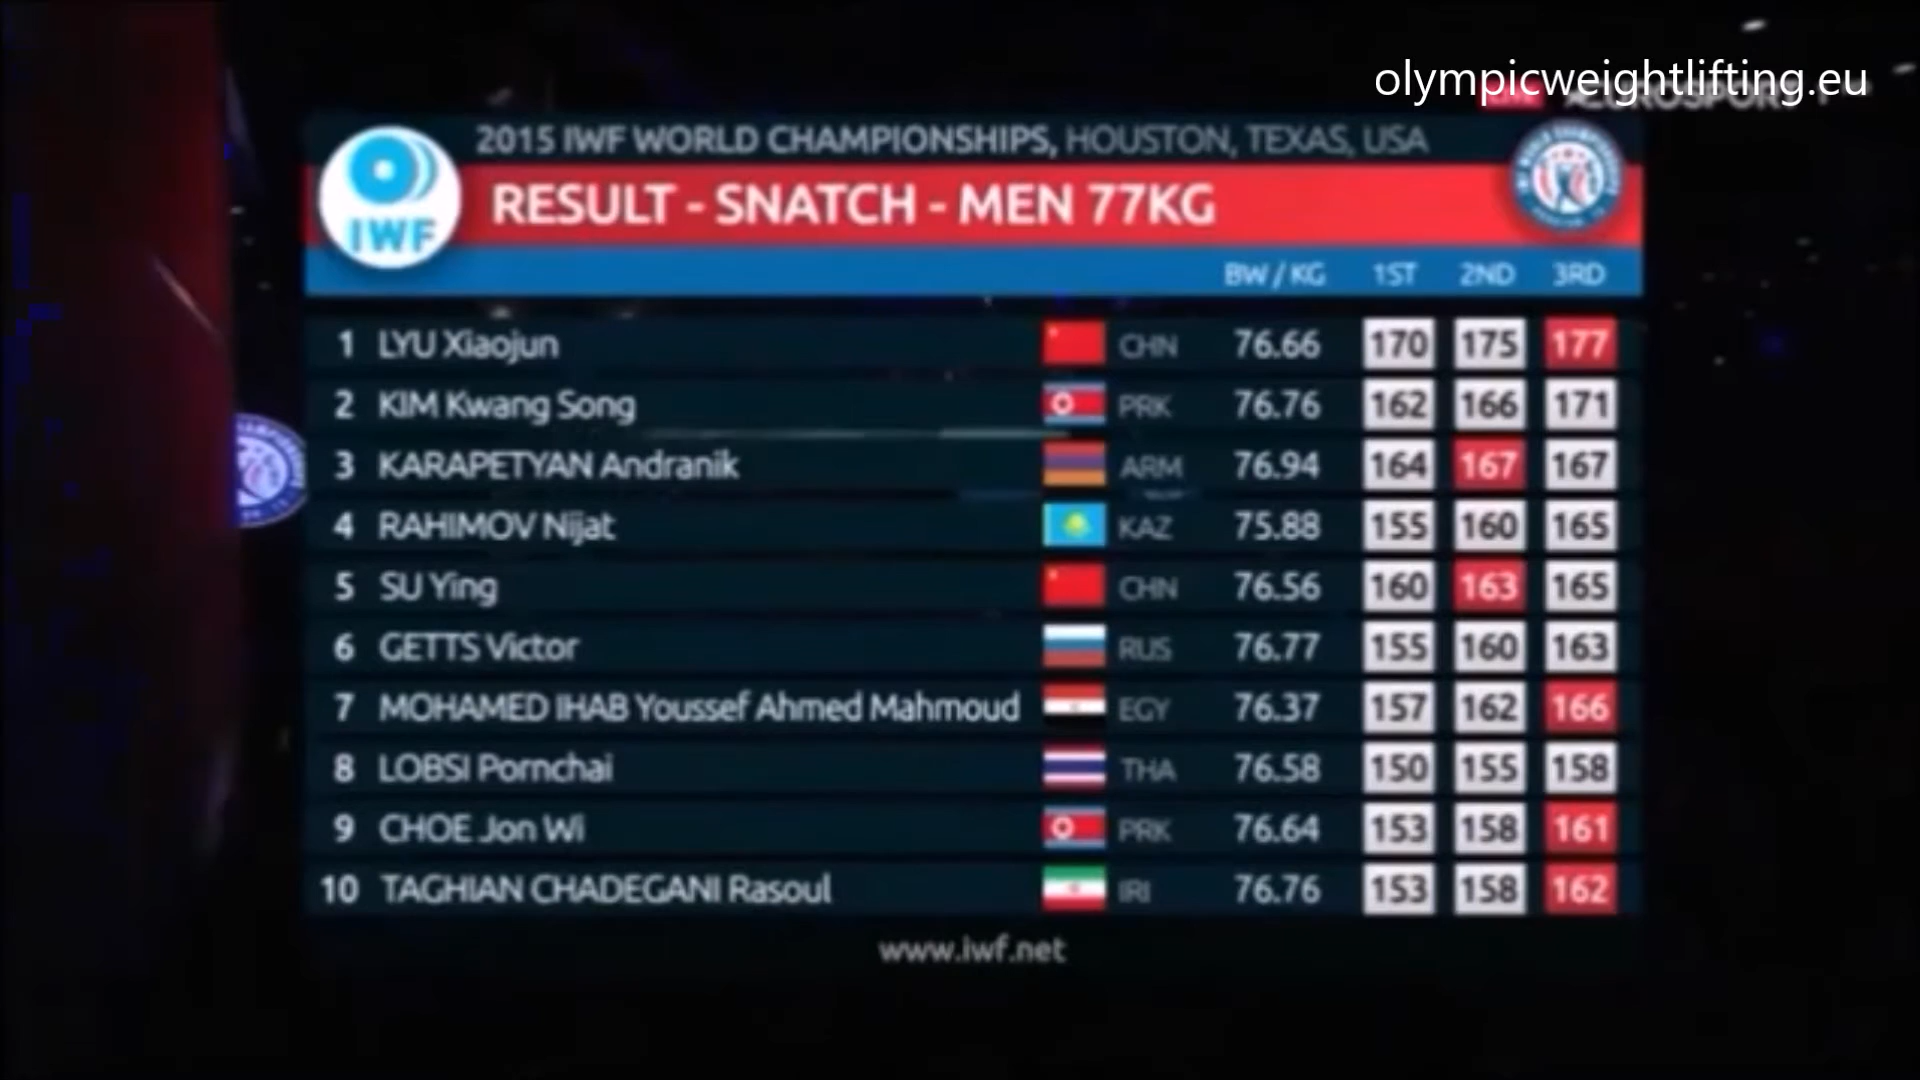 olympicweightlifting.eu
LIVE EUROSPORT 1
2015 IWF WORLD CHAMPIONSHIPS, HOUSTON, TEXAS, USA
IWF
RESULT - SNATCH - MEN 77KG
BW / KG 1ST 2ND 3RD
1 LYU Xiaojun CHN 76.66 170 175 177
2 KIM Kwang Song PRK 76.76 162 166 171
3 KARAPETYAN Andranik ARM 76.94 164 167 167
4 RAHIMOV Nijat KAZ 75.88 155 160 165
5 SU Ying CHN 76.56 160 163 165
6 GETTS Victor RUS 76.77 155 160 163
7 MOHAMED IHAB Youssef Ahmed Mahmoud EGY 76.37 157 162 166
8 LOBSI Pornchai THA 76.58 150 155 158
9 CHOE Jon Wi PRK 76.64 153 158 161
10 TAGHIAN CHADEGANI Rasoul IRI 76.76 153 158 162
www.iwf.net